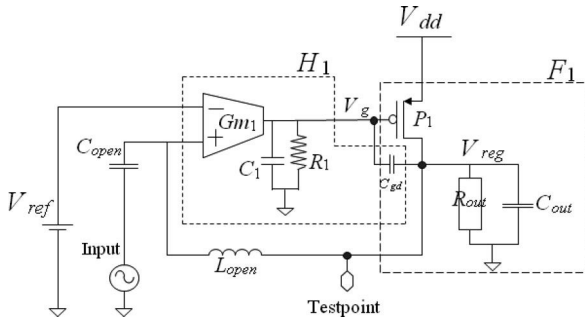 V_dd
H_1
F_1
Gm_1
−
+
V_g
P_1
C_open
C_1
R_1
C_gd
V_reg
R_out
C_out
V_ref
Input
L_open
Testpoint